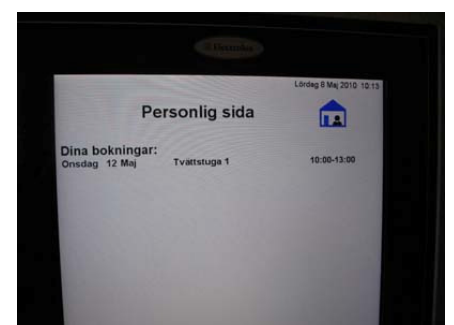 Electrolux
Lördag 8 Maj 2010 10:13
Personlig sida
Dina bokningar:
Onsdag 12 Maj Tvättstuga 1 10:00-13:00